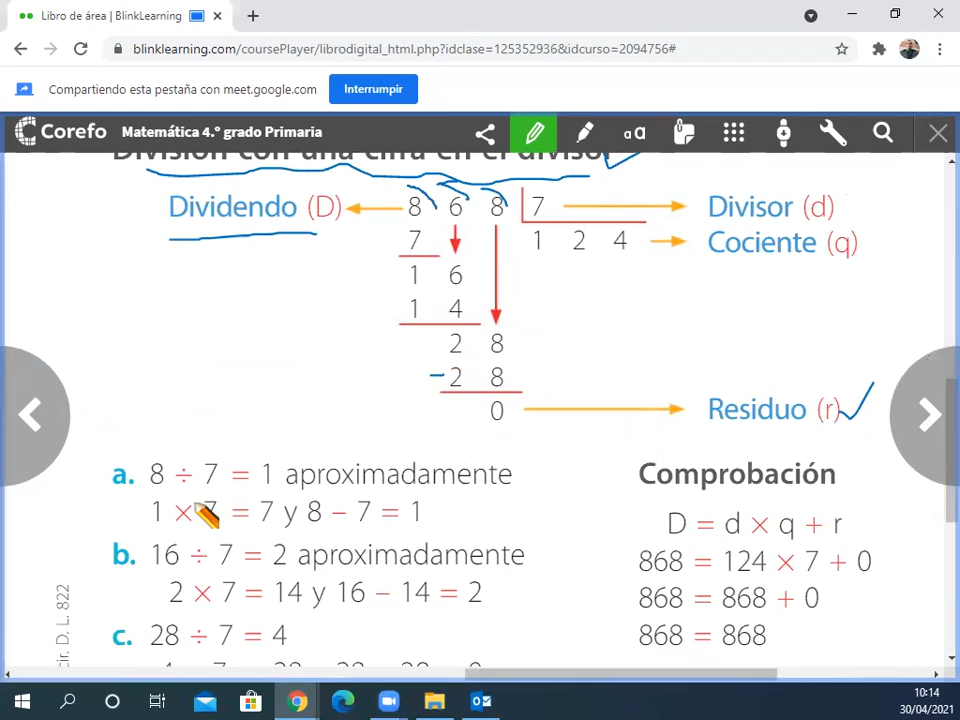 Libro de área | BlinkLearning
blinklearning.com/coursePlayer/librodigital_html.php?idclase=125352936&idcurso=2094756#
Compartiendo esta pestaña con meet.google.com Interrumpir
Corefo Matemática 4.º grado Primaria aA
División con una cifra en el divisor
Dividendo (D) 8 6 8 7 Divisor (d)
7 1 2 4 Cociente (q)
1 6
1 4
2 8
- 2 8
0 Residuo (r)
a. 8 ÷ 7 = 1 aproximadamente
1 × 7 = 7 y 8 – 7 = 1
b. 16 ÷ 7 = 2 aproximadamente
2 × 7 = 14 y 16 – 14 = 2
c. 28 ÷ 7 = 4
Comprobación
D = d × q + r
868 = 124 × 7 + 0
868 = 868 + 0
868 = 868
cir. D. L. 822
10:14
30/04/2021